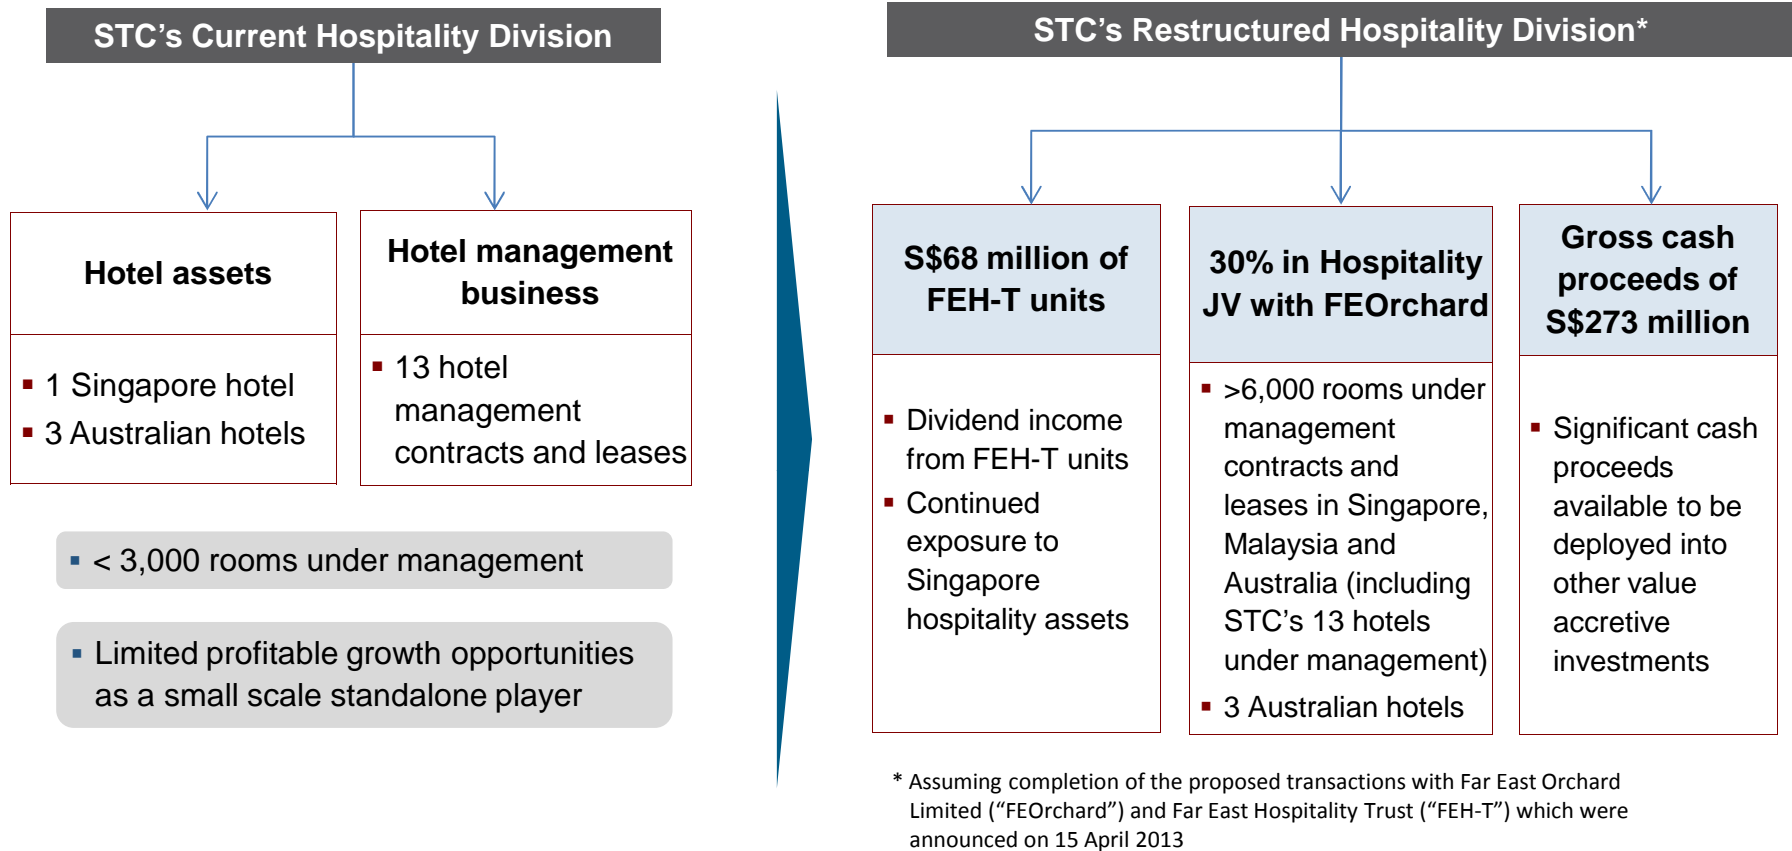 STC’s Current Hospitality Division
Hotel assets
▪ 1 Singapore hotel
▪ 3 Australian hotels
Hotel management
business
▪ 13 hotel
management
contracts and leases
▪ < 3,000 rooms under management
▪ Limited profitable growth opportunities
as a small scale standalone player
STC’s Restructured Hospitality Division*
S$68 million of
FEH-T units
▪ Dividend income
from FEH-T units
▪ Continued
exposure to
Singapore
hospitality assets
30% in Hospitality
JV with FEOrchard
▪ >6,000 rooms under
management
contracts and
leases in Singapore,
Malaysia and
Australia (including
STC’s 13 hotels
under management)
▪ 3 Australian hotels
Gross cash
proceeds of
S$273 million
▪ Significant cash
proceeds
available to be
deployed into
other value
accretive
investments
* Assuming completion of the proposed transactions with Far East Orchard
Limited (“FEOrchard”) and Far East Hospitality Trust (“FEH-T”) which were
announced on 15 April 2013